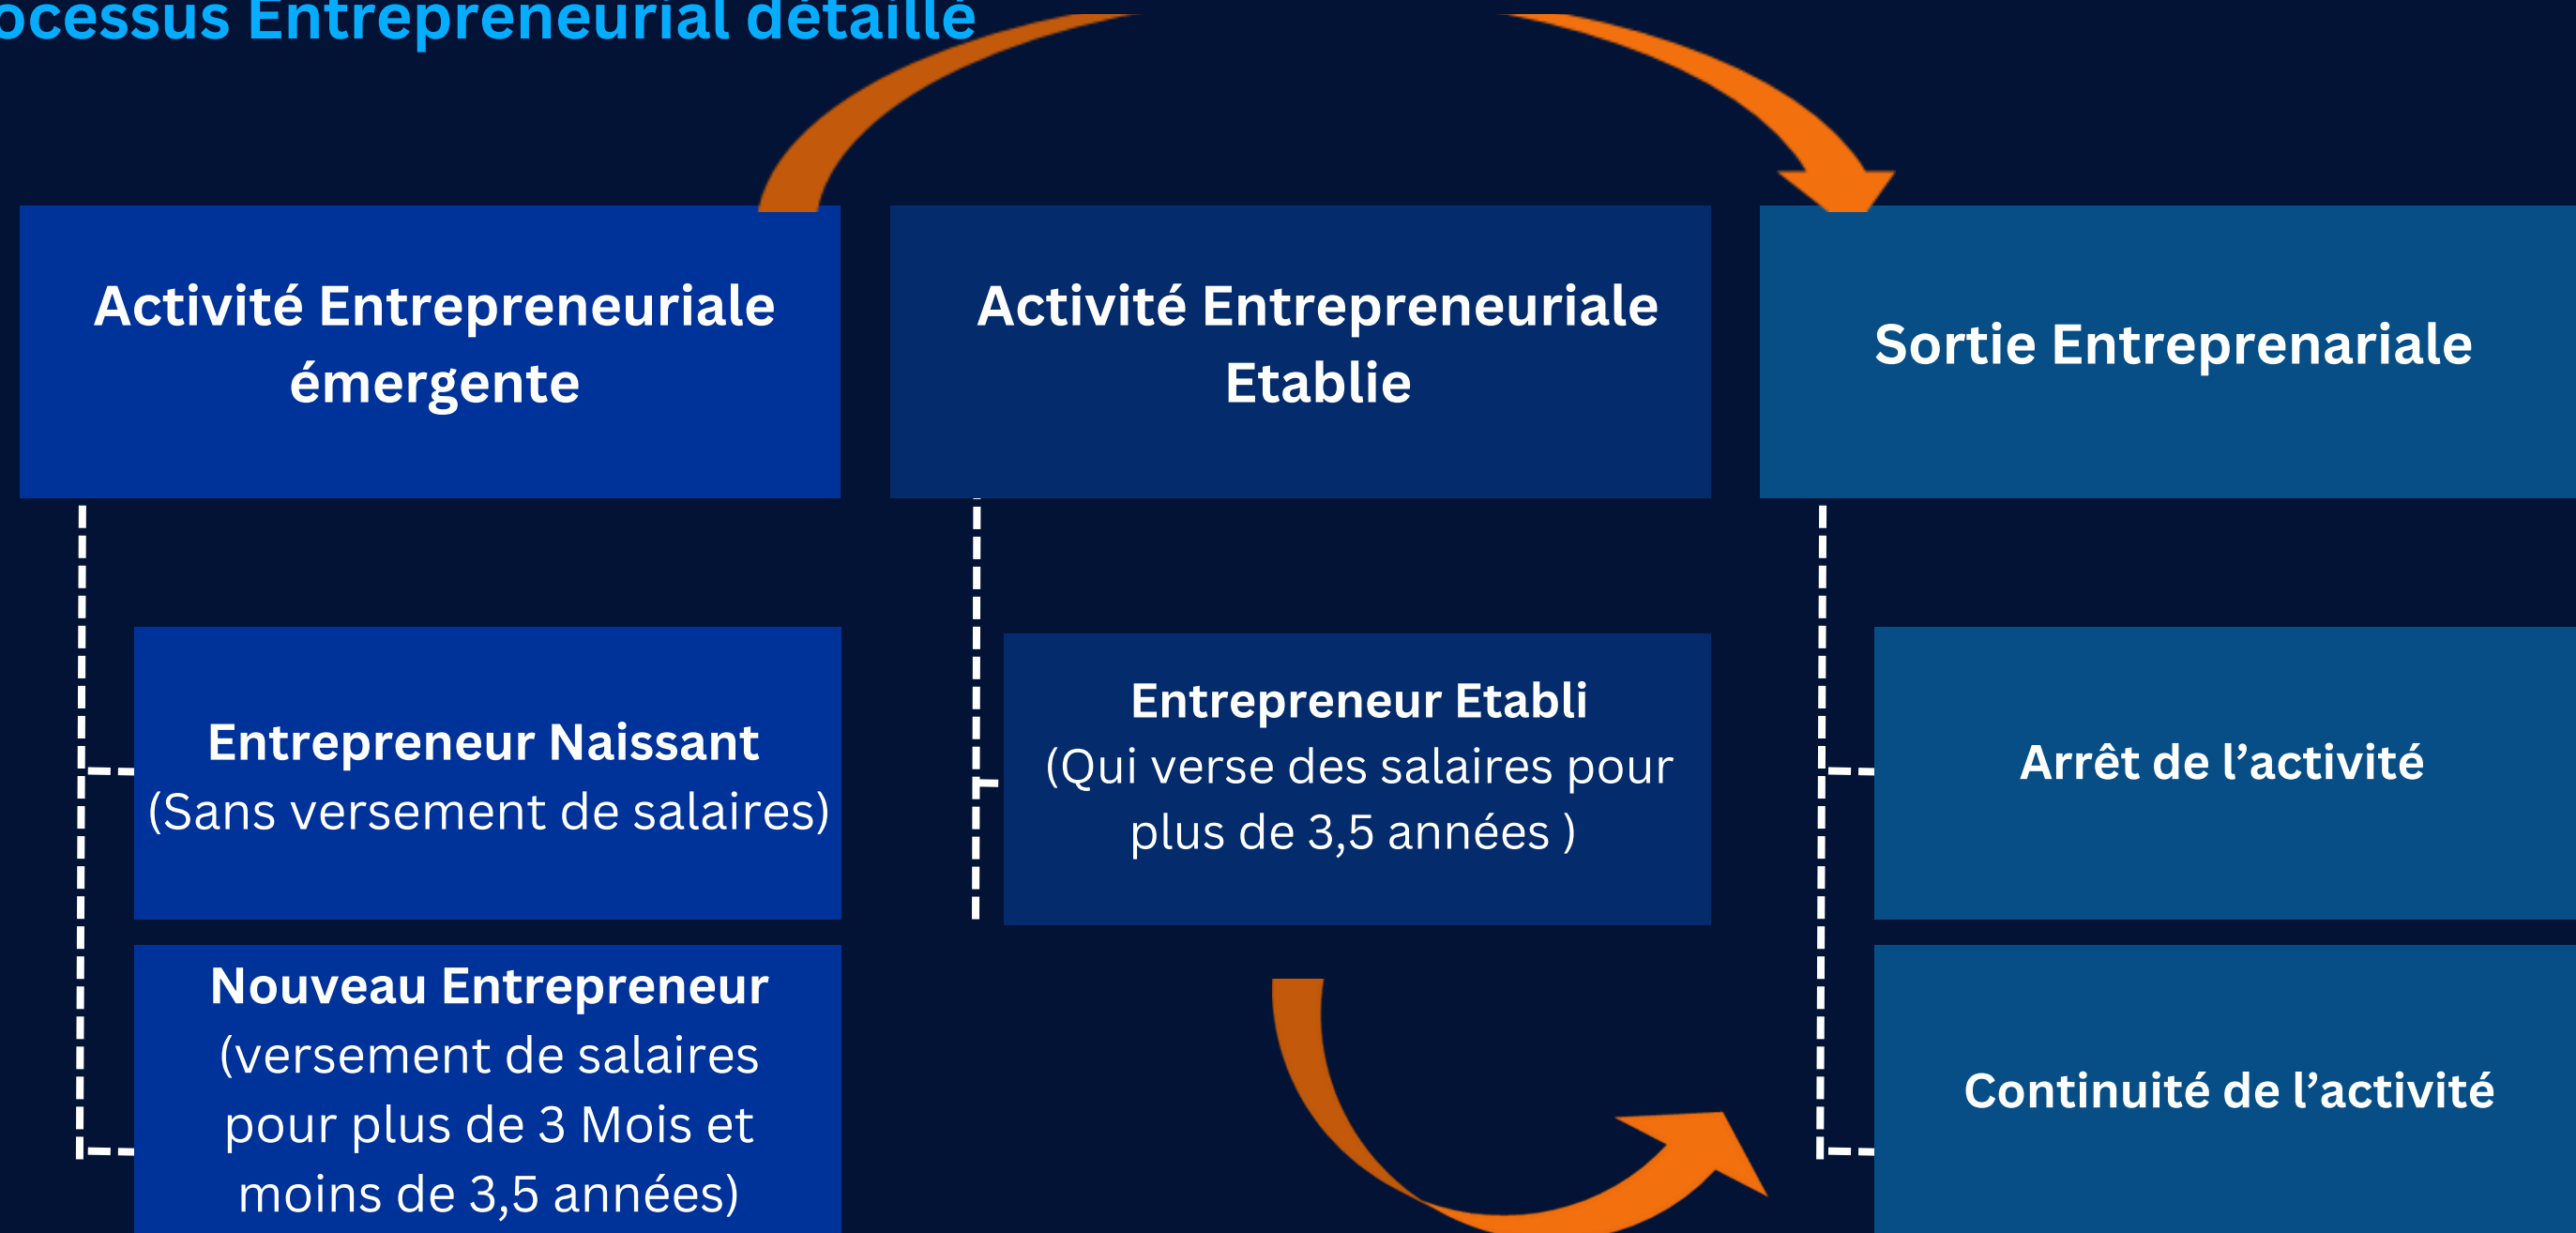 ocessus Entrepreneurial détaillé
Activité Entrepreneuriale
émergente
Activité Entrepreneuriale
Etablie
Sortie Entreprenariale
Entrepreneur Naissant
(Sans versement de salaires)
Nouveau Entrepreneur
(versement de salaires
pour plus de 3 Mois et
moins de 3,5 années)
Entrepreneur Etabli
(Qui verse des salaires pour
plus de 3,5 années )
Arrêt de l’activité
Continuité de l’activité